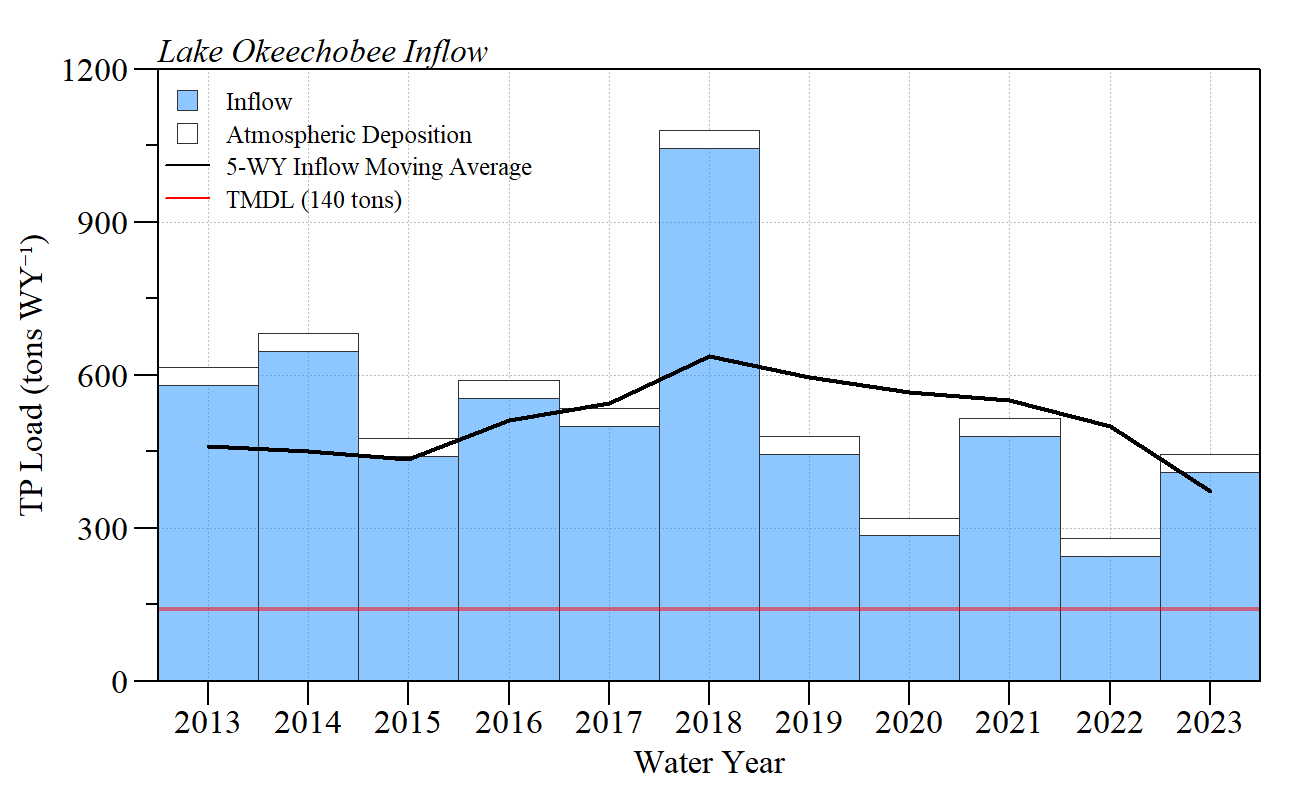 Lake Okeechobee Inflow
1200
900
600
300
0
TP Load (tons WY⁻¹)
Inflow
Atmospheric Deposition
5-WY Inflow Moving Average
TMDL (140 tons)
2013 2014 2015 2016 2017 2018 2019 2020 2021 2022 2023
Water Year